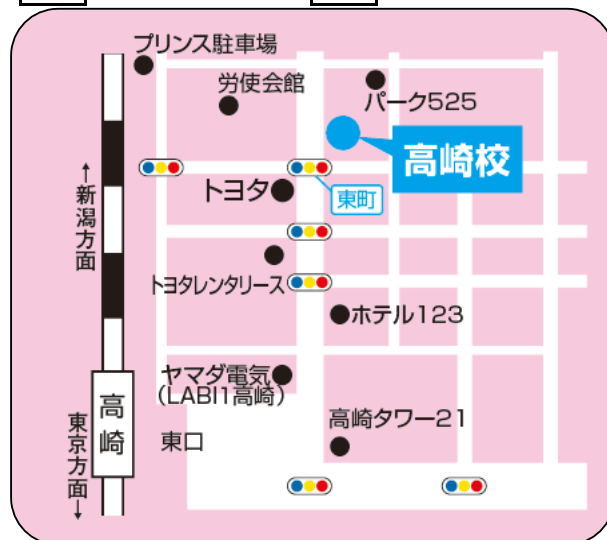 プリンス駐車場
労使会館
パーク525
高崎校
トヨタ
東町
←新潟方面
トヨタレンタリース
ホテル123
ヤマダ電気
(LABI1高崎)
高崎
東口
高崎タワー21
東京方面→